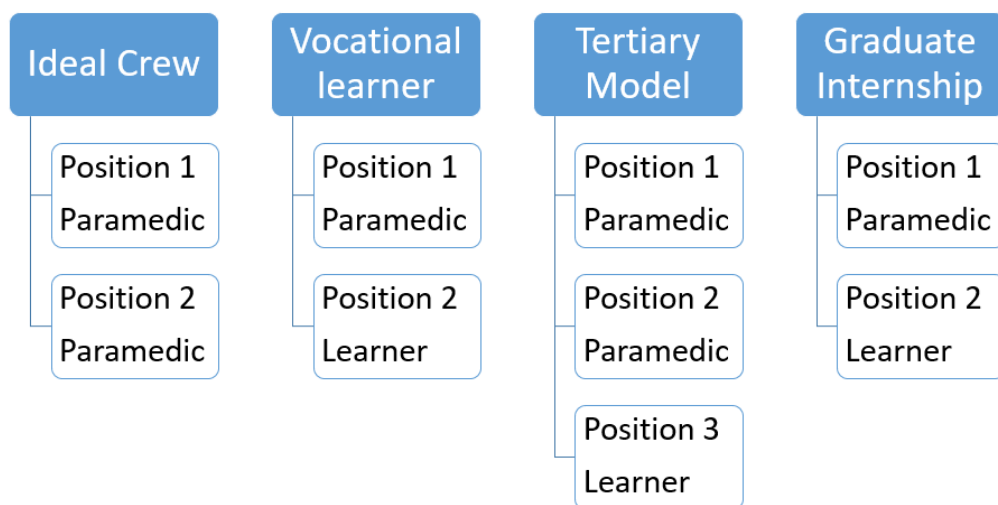 Ideal Crew
Position 1
Paramedic
Position 2
Paramedic
Vocational
learner
Position 1
Paramedic
Position 2
Learner
Tertiary
Model
Position 1
Paramedic
Position 2
Paramedic
Position 3
Learner
Graduate
Internship
Position 1
Paramedic
Position 2
Learner